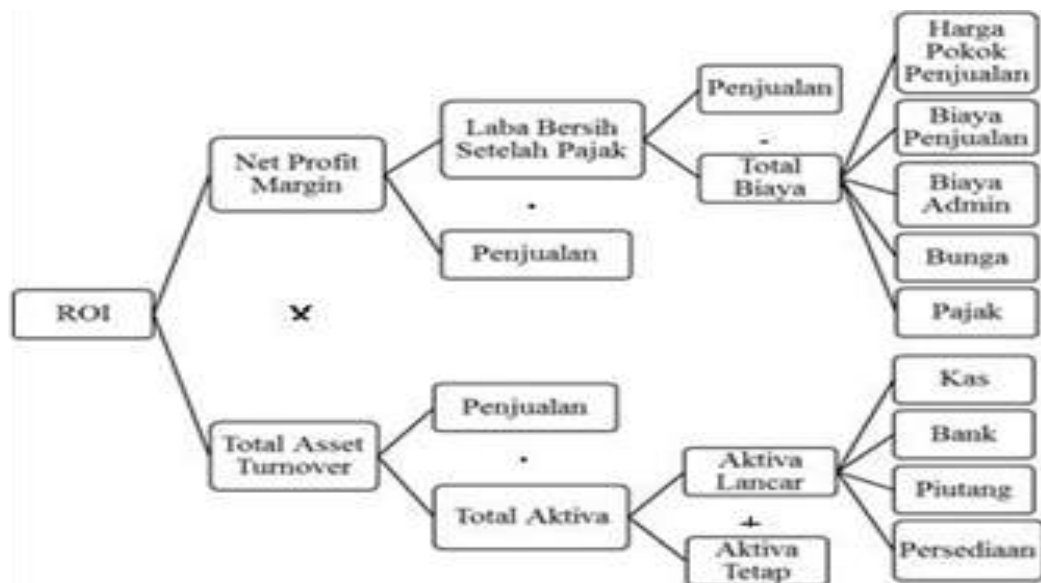 ROI
Net Profit
Margin
×
Total Asset
Turnover
Laba Bersih
Setelah Pajak
.
Penjualan
Penjualan
.
Total Aktiva
Penjualan
-
Total
Biaya
Aktiva
Lancar
+
Aktiva
Tetap
Harga
Pokok
Penjualan
Biaya
Penjualan
Biaya
Admin
Bunga
Pajak
Kas
Bank
Piutang
Persediaan